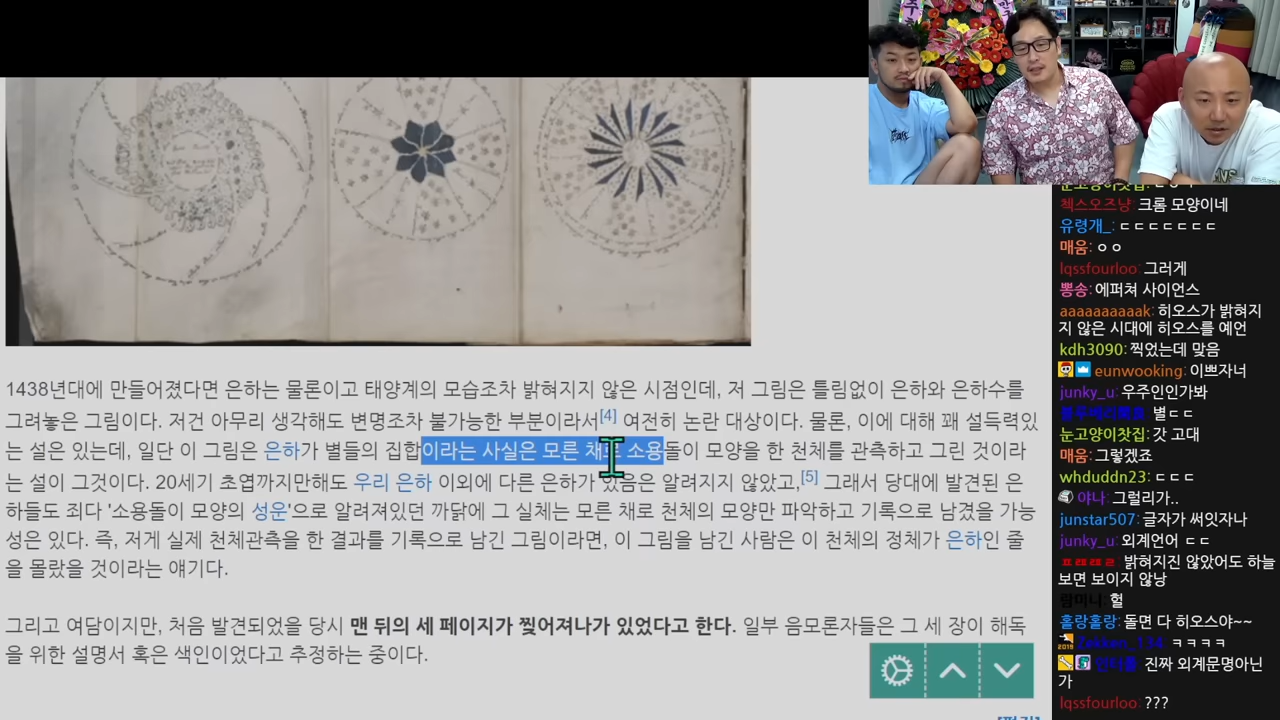 1438년대에 만들어졌다면 은하는 물론이고 태양계의 모습조차 밝혀지지 않은 시점인데, 저 그림은 틀림없이 은하와 은하수를
그려놓은 그림이다. 저건 아무리 생각해도 변명조차 불가능한 부분이라서[4] 여전히 논란 대상이다. 물론, 이에 대해 꽤 설득력있
는 설은 있는데, 일단 이 그림은 은하가 별들의 집합이라는 사실은 모른 채로 소용돌이 모양을 한 천체를 관측하고 그린 것이라
는 설이 그것이다. 20세기 초엽까지만해도 우리 은하 이외에 다른 은하가 있음은 알려지지 않았고,[5] 그래서 당대에 발견된 은
하들도 죄다 '소용돌이 모양의 성운'으로 알려져있던 까닭에 그 실체는 모른 채로 천체의 모양만 파악하고 기록으로 남겼을 가능
성은 있다. 즉, 저게 실제 천체관측을 한 결과를 기록으로 남긴 그림이라면, 이 그림을 남긴 사람은 이 천체의 정체가 은하인 줄
을 몰랐을 것이라는 얘기다.
그리고 여담이지만, 처음 발견되었을 당시 맨 뒤의 세 페이지가 찢어져나가 있었다고 한다. 일부 음모론자들은 그 세 장이 해독
을 위한 설명서 혹은 색인이었다고 추정하는 중이다.
첵스오즈냥: 크롬 모양이네
유령개_: ㄷㄷㄷㄷㄷㄷㄷ
매움: ㅇㅇ
lqssfourloo: 그러게
뽕송: 에퍼쳐 사이언스
aaaaaaaaaak: 히오스가 밝혀지
지 않은 시대에 히오스를 예언
kdh3090: 찍었는데 맞음
eunwooking: 이쁘자너
junky_u: 우주인인가봐
별ㄷㄷ
눈고양이찻집: 갓 고대
매움: 그렇겠죠
whduddn23: ㄷㄷㄷ
야나: 그럴리가..
junstar507: 글자가 써있자나
junky_u: 외계언어 ㄷㄷ
프레레리 밝혀지진 않았어도 하늘
보면 보이지 않냥
람미니: 헐
홀랑홀랑: 돌면 다 히오스야~~
Zekken_134 ㅋㅋㅋㅋ
인터폴: 진짜 외계문명아닌
가
lqssfourloo: ???